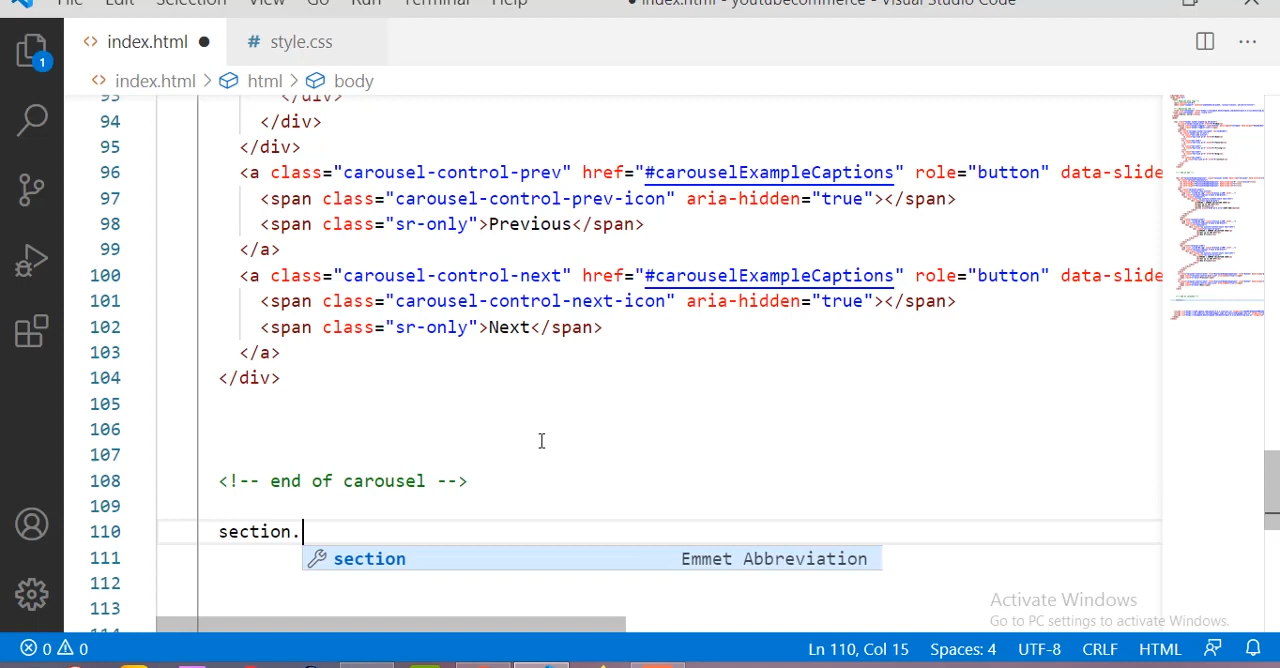 File Edit Selection View Go Run Terminal Help ● index.html - youtubecommerce - Visual Studio Code
index.html ● # style.css
index.html > html > body
93 </div>
94 </div>
95 </div>
96 <a class="carousel-control-prev" href="#carouselExampleCaptions" role="button" data-slide
97 <span class="carousel-control-prev-icon" aria-hidden="true"></span>
98 <span class="sr-only">Previous</span>
99 </a>
100 <a class="carousel-control-next" href="#carouselExampleCaptions" role="button" data-slide
101 <span class="carousel-control-next-icon" aria-hidden="true"></span>
102 <span class="sr-only">Next</span>
103 </a>
104 </div>
105
106
107
108 <!-- end of carousel -->
109
110 section.
111 section Emmet Abbreviation
112
113
114
Activate Windows
Go to PC settings to activate Windows.
1
0 0 Ln 110, Col 15 Spaces: 4 UTF-8 CRLF HTML